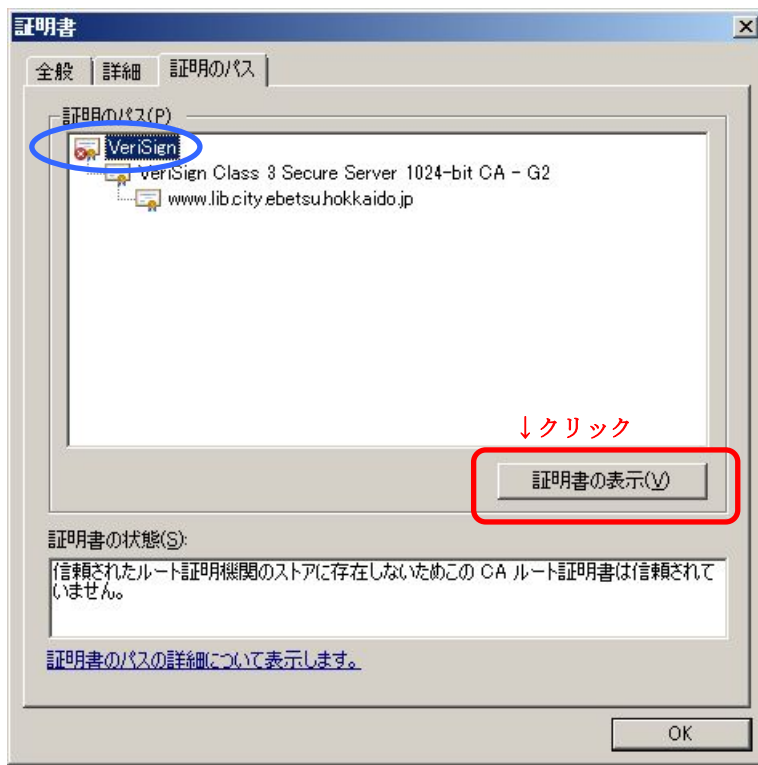 証明書
全般 詳細 証明のパス
証明のパス(P)
VeriSign
VeriSign Class 3 Secure Server 1024-bit CA - G2
www.lib.city.ebetsu.hokkaido.jp
↓クリック
証明書の表示(V)
証明書の状態(S):
信頼されたルート証明機関のストアに存在しないためこの CA ルート証明書は信頼されて
いません。
証明書のパスの詳細について表示します。
OK